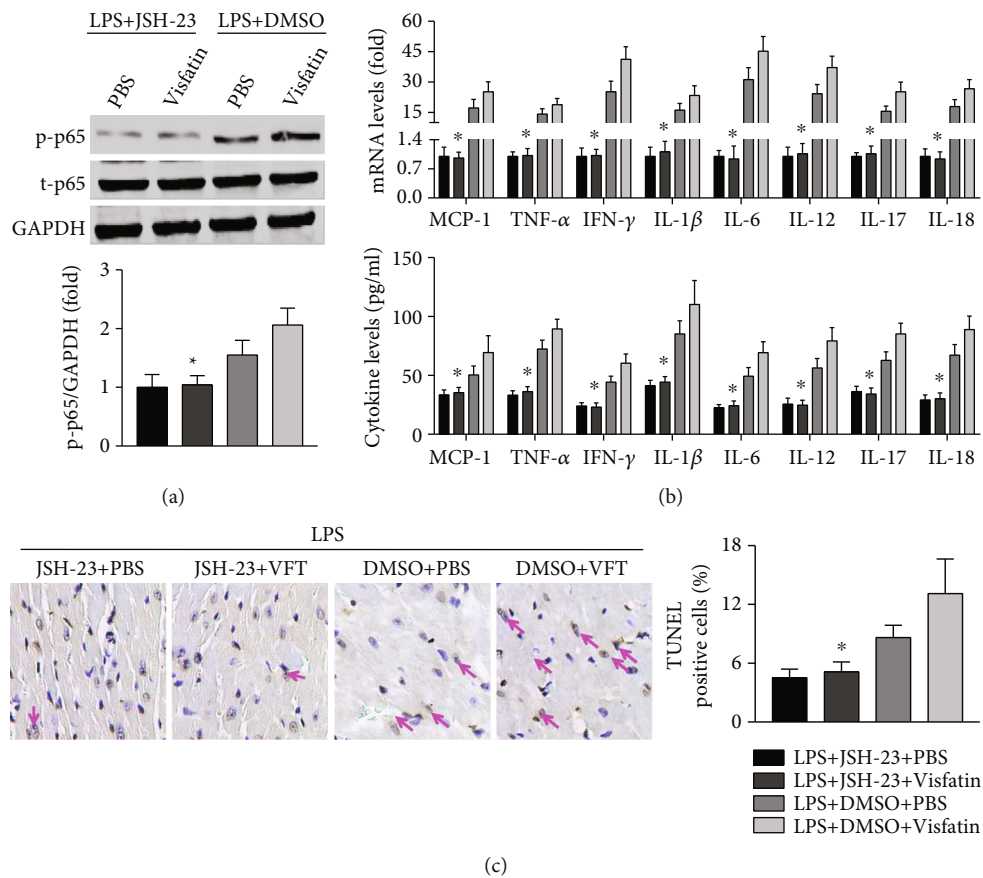 LPS+JSH-23 LPS+DMSO
PBS Visfatin PBS Visfatin
p-p65
t-p65
GAPDH
p-p65/GAPDH (fold)
3
2
1
0
(a)
mRNA levels (fold)
60
45
30
15
1.4
0.7
0.0
* * * * * * * *
MCP-1 TNF-α IFN-γ IL-1β IL-6 IL-12 IL-17 IL-18
Cytokine levels (pg/ml)
150
100
50
0
* * * * * * * *
MCP-1 TNF-α IFN-γ IL-1β IL-6 IL-12 IL-17 IL-18
(b)
LPS
JSH-23+PBS JSH-23+VFT DMSO+PBS DMSO+VFT
TUNEL
positive cells (%)
18
12
6
0
*
LPS+JSH-23+PBS
LPS+JSH-23+Visfatin
LPS+DMSO+PBS
LPS+DMSO+Visfatin
(c)